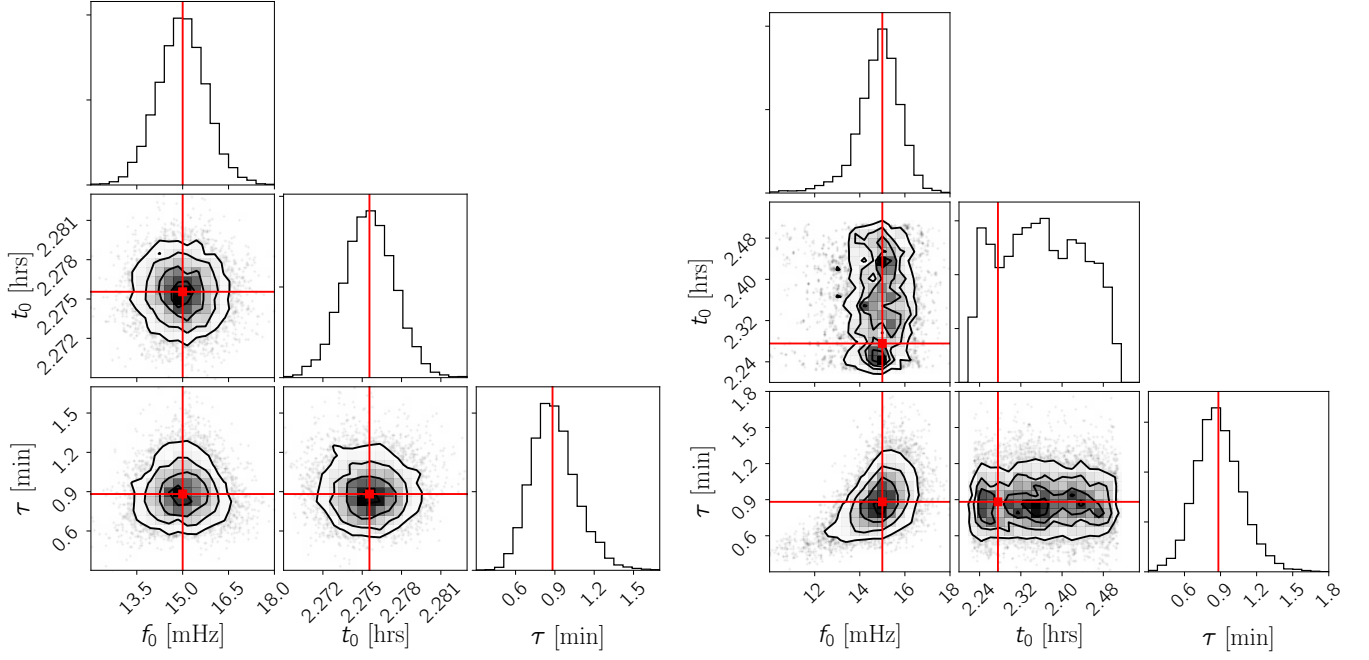 t₀ [hrs]
2.281
2.278
2.275
2.272
τ [min]
1.5
1.2
0.9
0.6
13.5 15.0 16.5 18.0
f₀ [mHz]
2.272 2.275 2.278 2.281
t₀ [hrs]
0.6 0.9 1.2 1.5
τ [min]
t₀ [hrs]
2.48
2.40
2.32
2.24
τ [min]
1.8
1.5
1.2
0.9
0.6
12 14 16 18
f₀ [mHz]
2.24 2.32 2.40 2.48
t₀ [hrs]
0.6 0.9 1.2 1.5 1.8
τ [min]